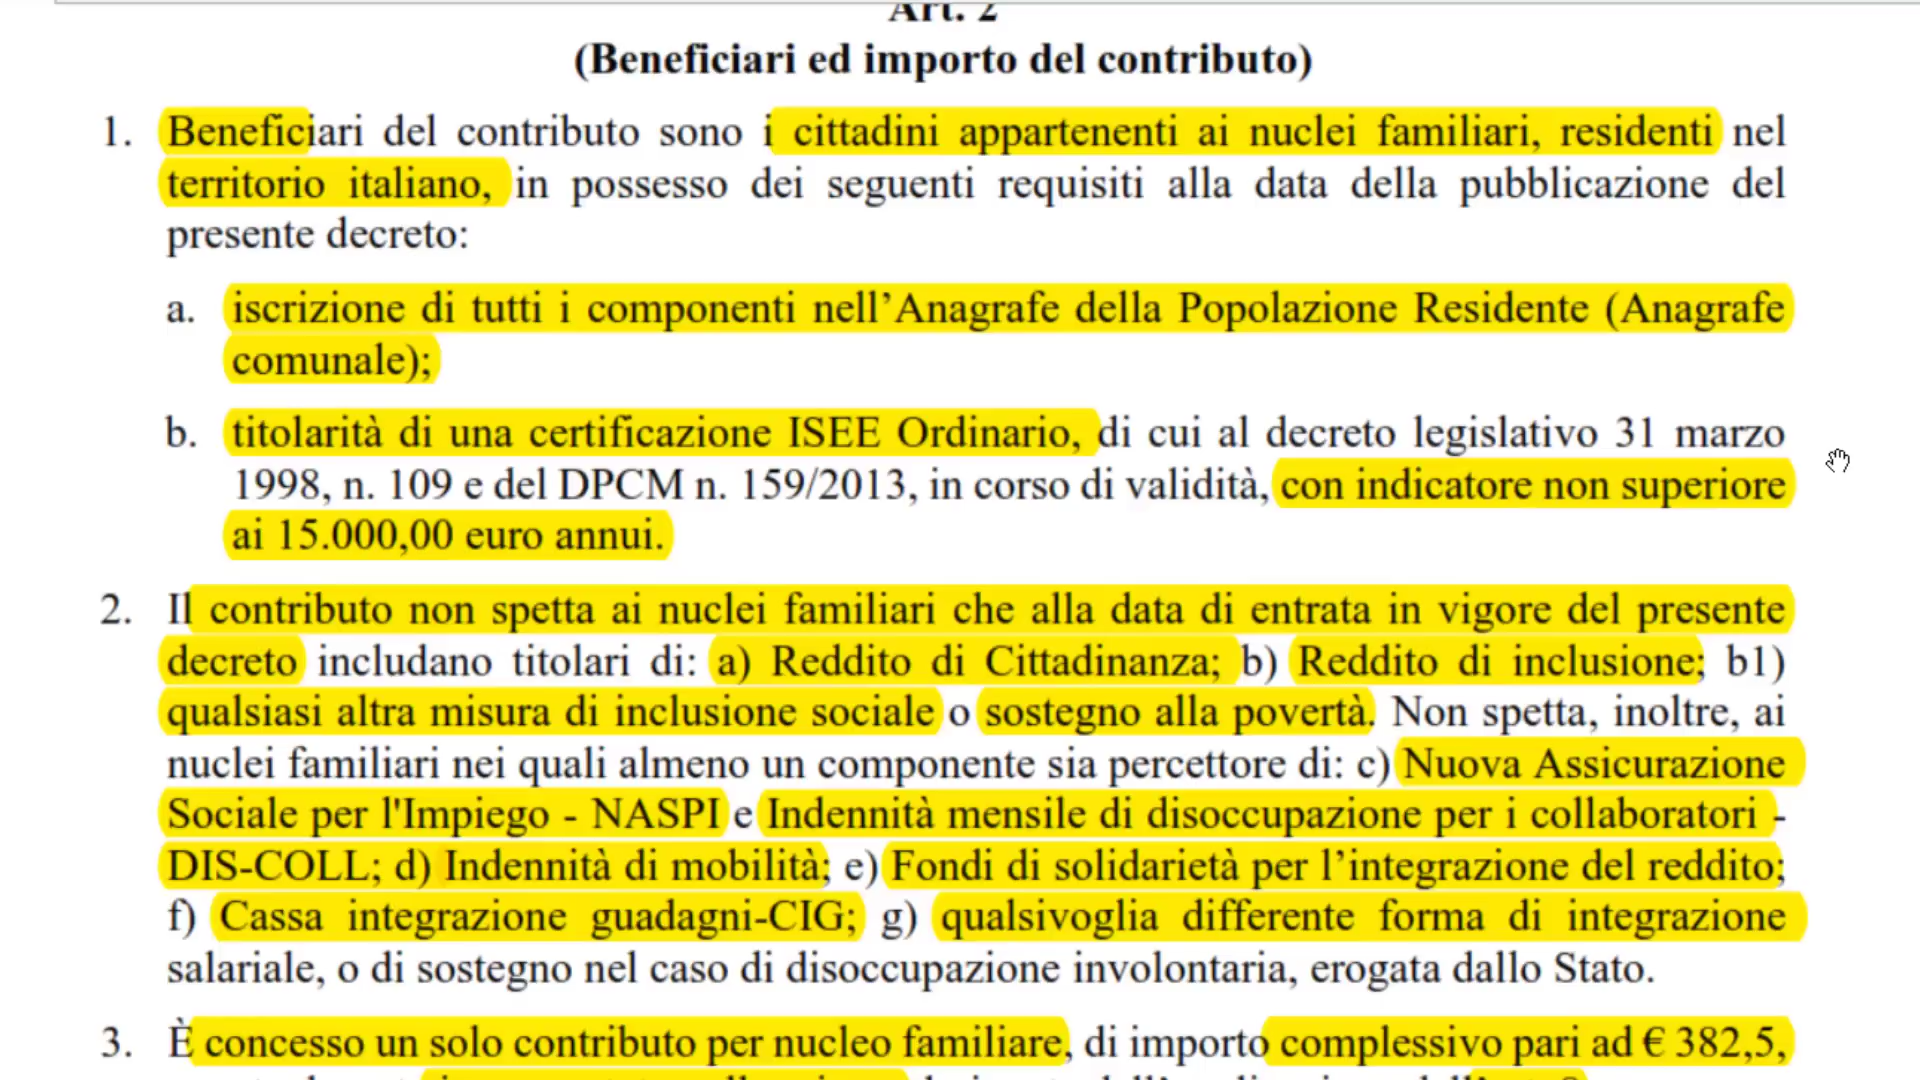 Art. 2
(Beneficiari ed importo del contributo)
1. Beneficiari del contributo sono i cittadini appartenenti ai nuclei familiari, residenti nel
territorio italiano, in possesso dei seguenti requisiti alla data della pubblicazione del
presente decreto:
a. iscrizione di tutti i componenti nell’Anagrafe della Popolazione Residente (Anagrafe
comunale);
b. titolarità di una certificazione ISEE Ordinario, di cui al decreto legislativo 31 marzo
1998, n. 109 e del DPCM n. 159/2013, in corso di validità, con indicatore non superiore
ai 15.000,00 euro annui.
2. Il contributo non spetta ai nuclei familiari che alla data di entrata in vigore del presente
decreto includano titolari di: a) Reddito di Cittadinanza; b) Reddito di inclusione; b1)
qualsiasi altra misura di inclusione sociale o sostegno alla povertà. Non spetta, inoltre, ai
nuclei familiari nei quali almeno un componente sia percettore di: c) Nuova Assicurazione
Sociale per l'Impiego - NASPI e Indennità mensile di disoccupazione per i collaboratori -
DIS-COLL; d) Indennità di mobilità; e) Fondi di solidarietà per l’integrazione del reddito;
f) Cassa integrazione guadagni-CIG; g) qualsivoglia differente forma di integrazione
salariale, o di sostegno nel caso di disoccupazione involontaria, erogata dallo Stato.
3. È concesso un solo contributo per nucleo familiare, di importo complessivo pari ad € 382,5,